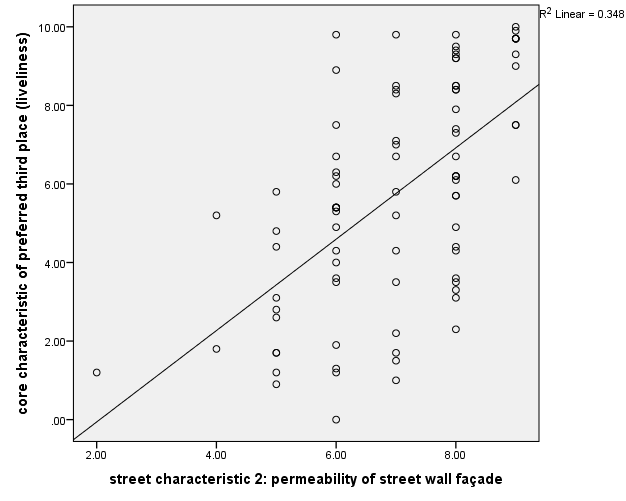 R2 Linear = 0.348
core characteristic of preferred third place (liveliness)
10.00
8.00
6.00
4.00
2.00
.00
2.00 4.00 6.00 8.00
street characteristic 2: permeability of street wall façade